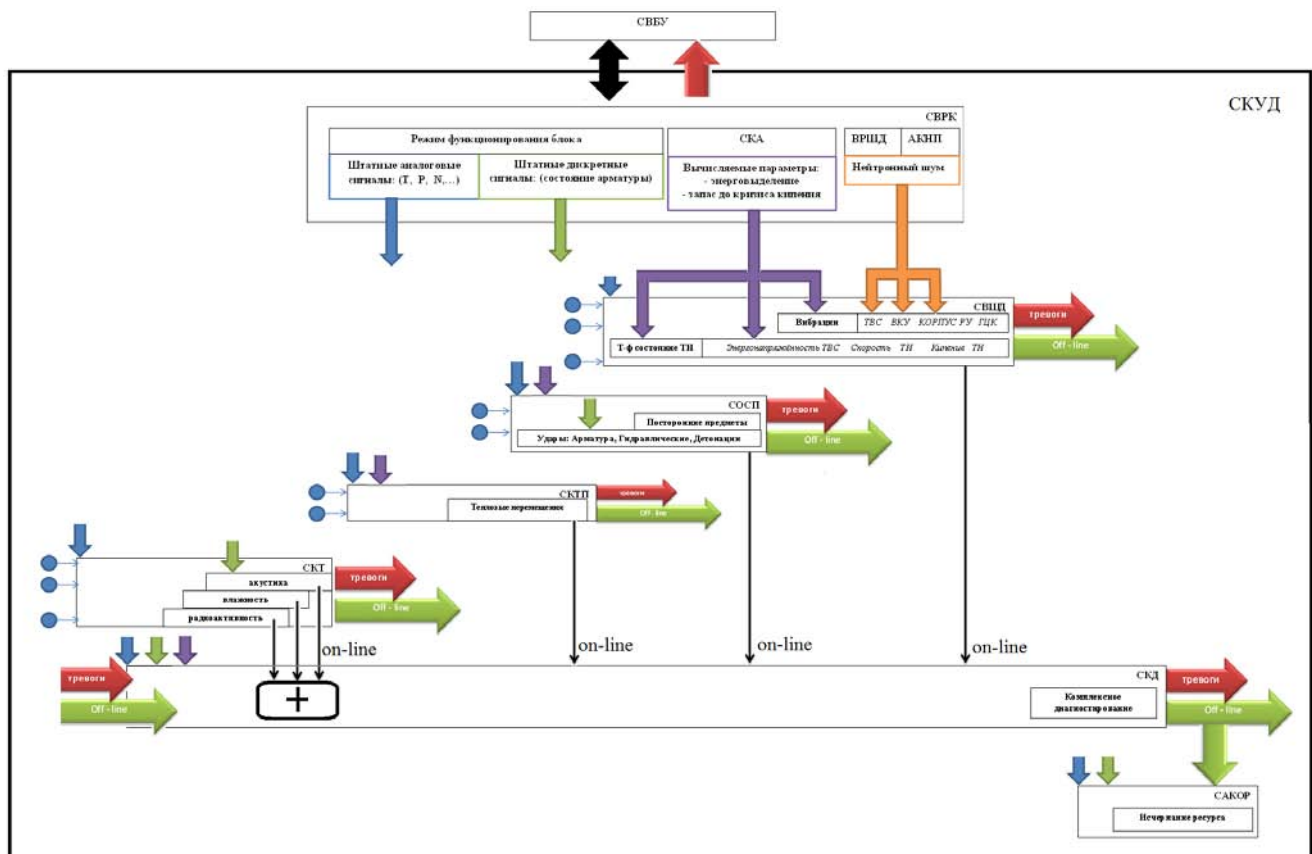 СВБУ
СКУД
СВРК
Режим функционирования блока
СКА
ВРШД
АКНП
Штатные аналоговые
сигналы: (T, P, N,...)
Штатные дискретные
сигналы: (состояние арматуры)
Вычисляемые параметры:
- энерговыделение
- запас до кризиса кипения
Нейтронный шум
СВШД
Вибрации
ТВС ВКУ КОРПУС РУ ГЦК
Т-ф состояние ТН
Энергонапряжённость ТВС Скорость ТН Кипение ТН
тревоги
Off - line
СОСП
Посторонние предметы
Удары: Арматура, Гидравлические, Детонации
тревоги
Off - line
СКТП
Тепловые перемещения
тревоги
Off - line
СКТ
акустика
влажность
радиоактивность
тревоги
Off - line
on-line
on-line
on-line
on-line
тревоги
Off - line
+
СКД
Комплексное
диагностирование
тревоги
Off - line
САКОР
Исчерпание ресурса